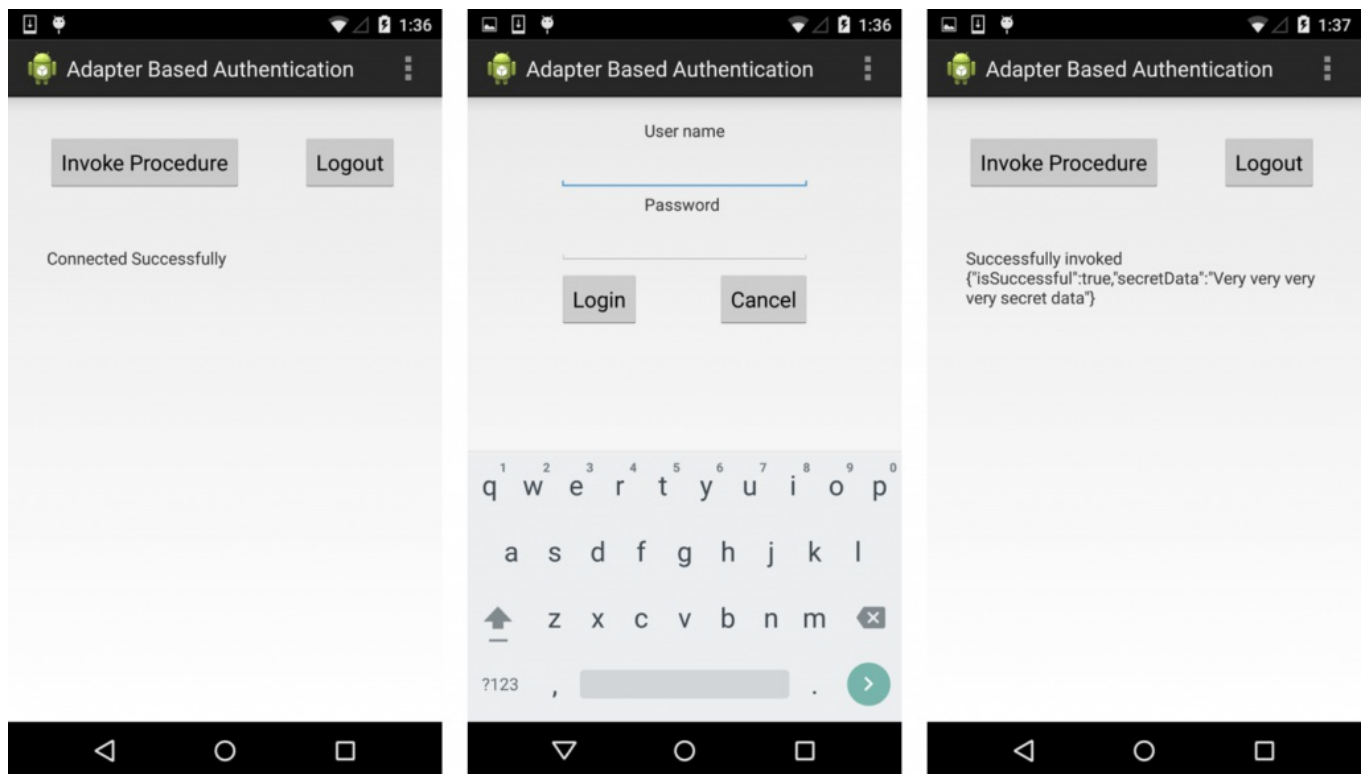 1:36
Adapter Based Authentication
Invoke Procedure
Logout
Connected Successfully
1:36
Adapter Based Authentication
User name
Password
Login
Cancel
1 2 3 4 5 6 7 8 9 0
q w e r t y u i o p
a s d f g h j k l
z x c v b n m
?123 , .
1:37
Adapter Based Authentication
Invoke Procedure
Logout
Successfully invoked
{"isSuccessful":true,"secretData":"Very very very
very secret data"}